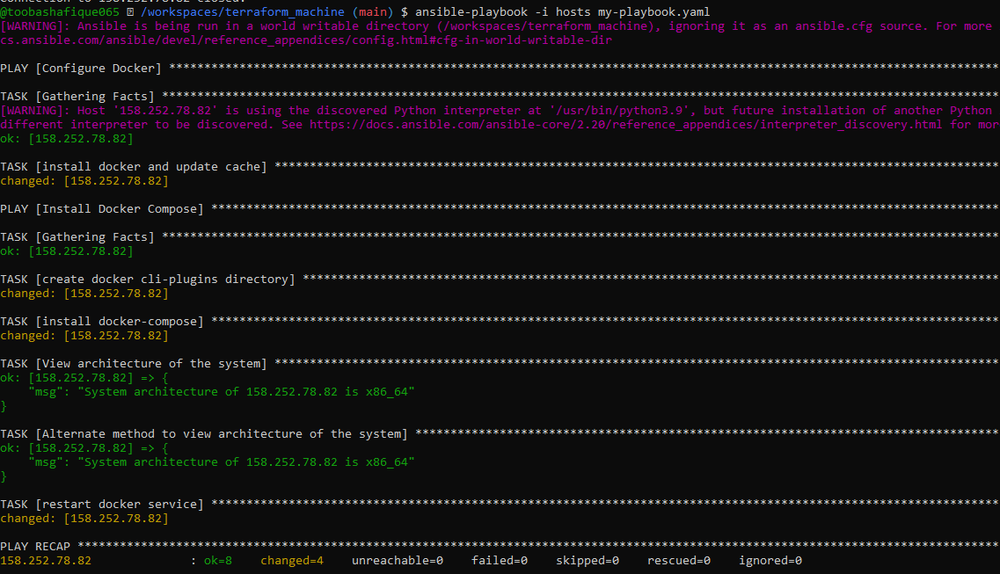 Connection to 158.252.78.82 closed.
@toobashafique065 /workspaces/terraform_machine (main) $ ansible-playbook -i hosts my-playbook.yaml
[WARNING]: Ansible is being run in a world writable directory (/workspaces/terraform_machine), ignoring it as an ansible.cfg source. For more
cs.ansible.com/ansible/devel/reference_appendices/config.html#cfg-in-world-writable-dir
PLAY [Configure Docker] **********************************************************************************************************************
TASK [Gathering Facts] ***********************************************************************************************************************
[WARNING]: Host '158.252.78.82' is using the discovered Python interpreter at '/usr/bin/python3.9', but future installation of another Python
different interpreter to be discovered. See https://docs.ansible.com/ansible-core/2.20/reference_appendices/interpreter_discovery.html for mor
ok: [158.252.78.82]
TASK [install docker and update cache] *******************************************************************************************************
changed: [158.252.78.82]
PLAY [Install Docker Compose] ****************************************************************************************************************
TASK [Gathering Facts] ***********************************************************************************************************************
ok: [158.252.78.82]
TASK [create docker cli-plugins directory] ***************************************************************************************************
changed: [158.252.78.82]
TASK [install docker-compose] ****************************************************************************************************************
changed: [158.252.78.82]
TASK [View architecture of the system] *******************************************************************************************************
ok: [158.252.78.82] => {
    "msg": "System architecture of 158.252.78.82 is x86_64"
}
TASK [Alternate method to view architecture of the system] ***********************************************************************************
ok: [158.252.78.82] => {
    "msg": "System architecture of 158.252.78.82 is x86_64"
}
TASK [restart docker service] ****************************************************************************************************************
changed: [158.252.78.82]
PLAY RECAP ***********************************************************************************************************************************
158.252.78.82              : ok=8    changed=4    unreachable=0    failed=0    skipped=0    rescued=0    ignored=0